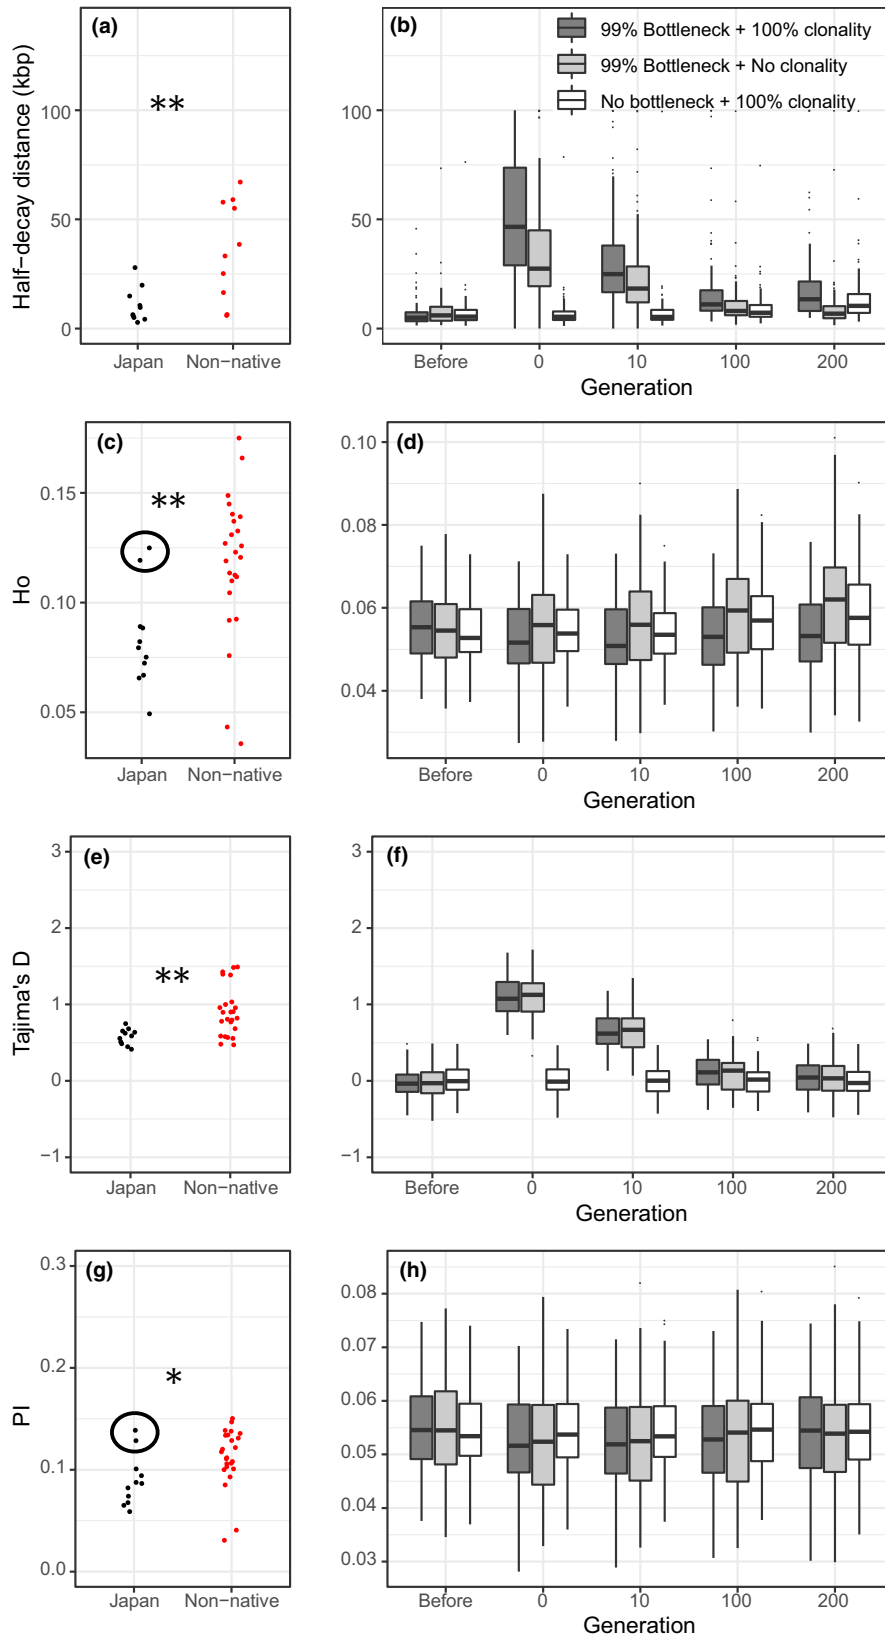 (a)
**
Half−decay distance (kbp)
100
50
0
Japan
Non−native
(b)
99% Bottleneck + 100% clonality
99% Bottleneck + No clonality
No bottleneck + 100% clonality
100
50
0
Before
0
10
100
200
Generation
(c)
**
Ho
0.15
0.10
0.05
Japan
Non−native
(d)
0.10
0.08
0.06
0.04
Before
0
10
100
200
Generation
(e)
**
Tajima's D
3
2
1
0
−1
Japan
Non−native
(f)
3
2
1
0
−1
Before
0
10
100
200
Generation
(g)
*
PI
0.3
0.2
0.1
0.0
Japan
Non−native
(h)
0.08
0.07
0.06
0.05
0.04
0.03
Before
0
10
100
200
Generation